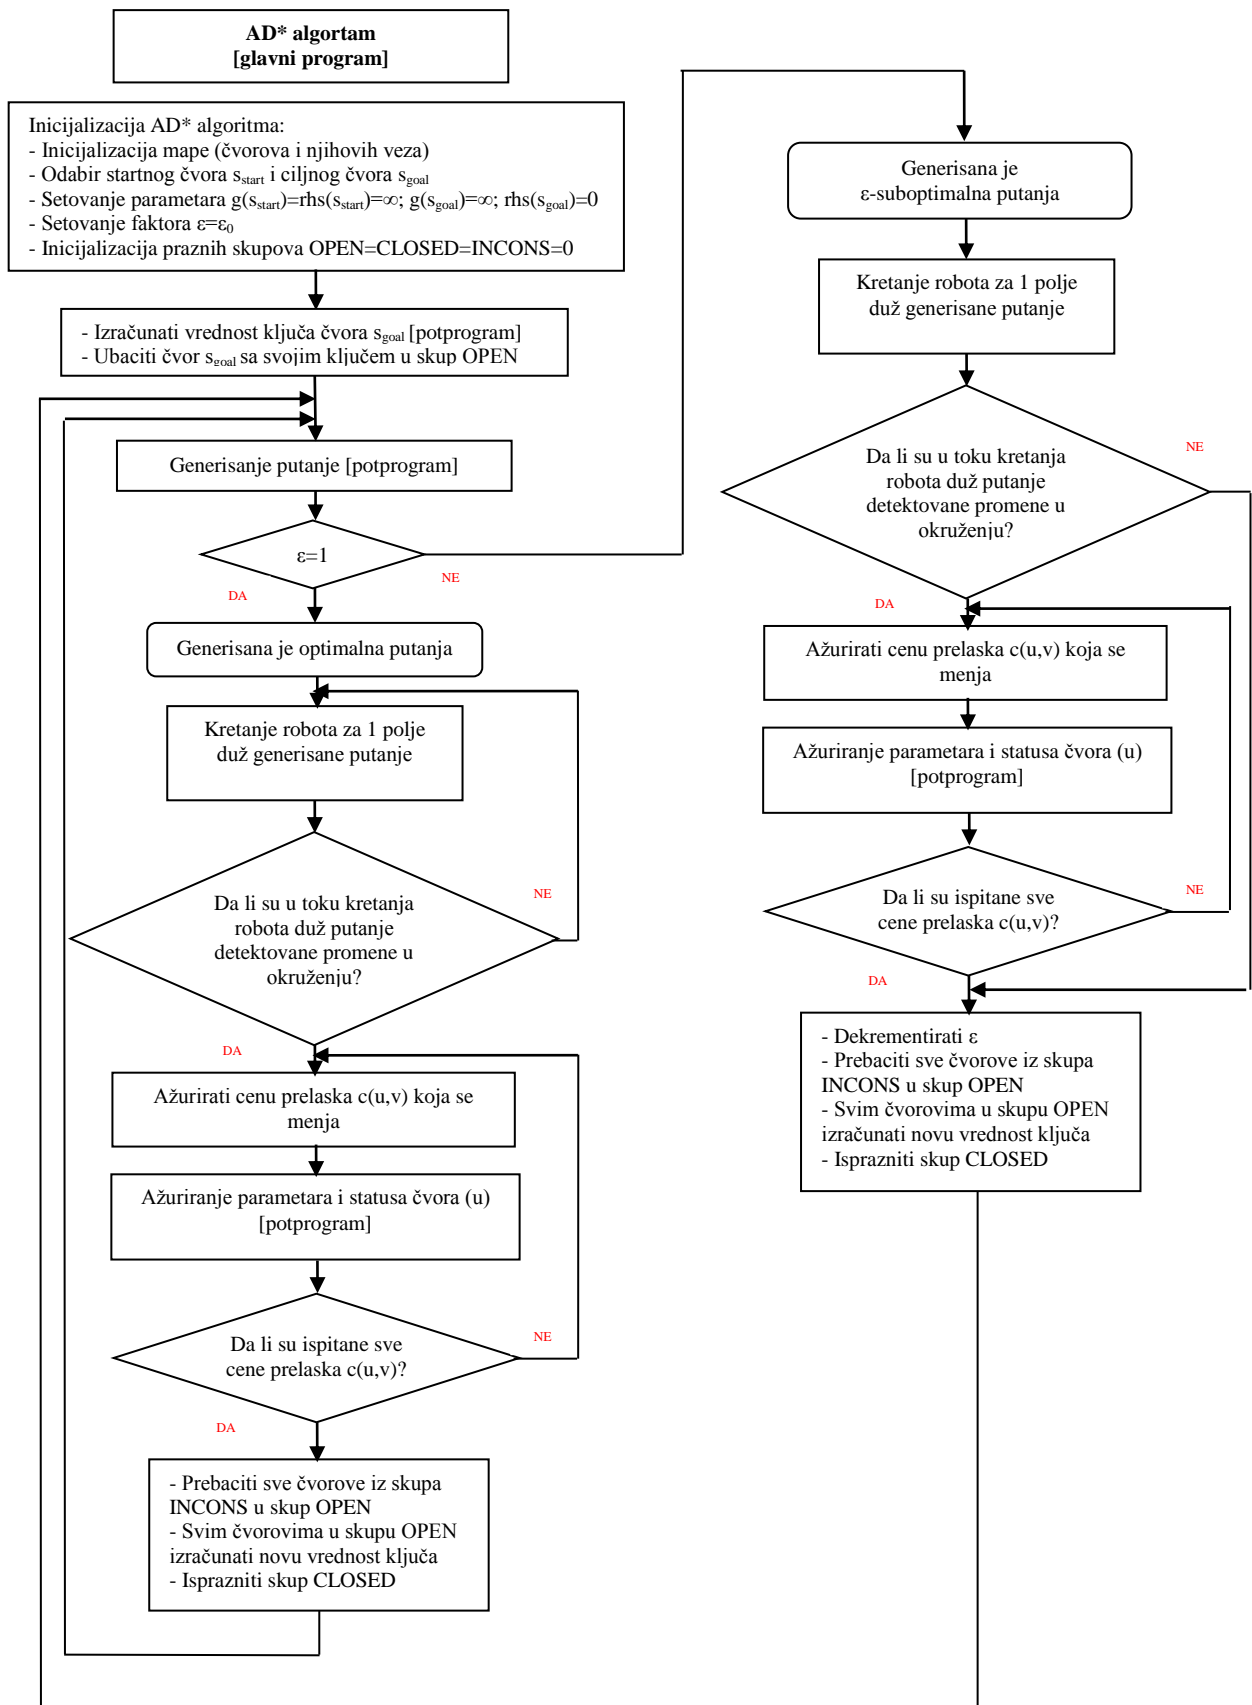 AD* algortam
[glavni program]
Inicijalizacija AD* algoritma:
- Inicijalizacija mape (čvorova i njihovih veza)
- Odabir startnog čvora sstart i ciljnog čvora sgoal
- Setovanje parametara g(sstart)=rhs(sstart)=∞; g(sgoal)=∞; rhs(sgoal)=0
- Setovanje faktora ε=ε0
- Inicijalizacija praznih skupova OPEN=CLOSED=INCONS=0
- Izračunati vrednost ključa čvora sgoal [potprogram]
- Ubaciti čvor sgoal sa svojim ključem u skup OPEN
Generisanje putanje [potprogram]
ε=1
NE
DA
Generisana je optimalna putanja
Kretanje robota za 1 polje
duž generisane putanje
Da li su u toku kretanja
robota duž putanje
detektovane promene u
okruženju?
NE
DA
Ažurirati cenu prelaska c(u,v) koja se
menja
Ažuriranje parametara i statusa čvora (u)
[potprogram]
Da li su ispitane sve
cene prelaska c(u,v)?
NE
DA
- Prebaciti sve čvorove iz skupa
INCONS u skup OPEN
- Svim čvorovima u skupu OPEN
izračunati novu vrednost ključa
- Isprazniti skup CLOSED
Generisana je
ε-suboptimalna putanja
Kretanje robota za 1 polje
duž generisane putanje
Da li su u toku kretanja
robota duž putanje
detektovane promene u
okruženju?
NE
DA
Ažurirati cenu prelaska c(u,v) koja se
menja
Ažuriranje parametara i statusa čvora (u)
[potprogram]
Da li su ispitane sve
cene prelaska c(u,v)?
NE
DA
- Dekrementirati ε
- Prebaciti sve čvorove iz skupa
INCONS u skup OPEN
- Svim čvorovima u skupu OPEN
izračunati novu vrednost ključa
- Isprazniti skup CLOSED